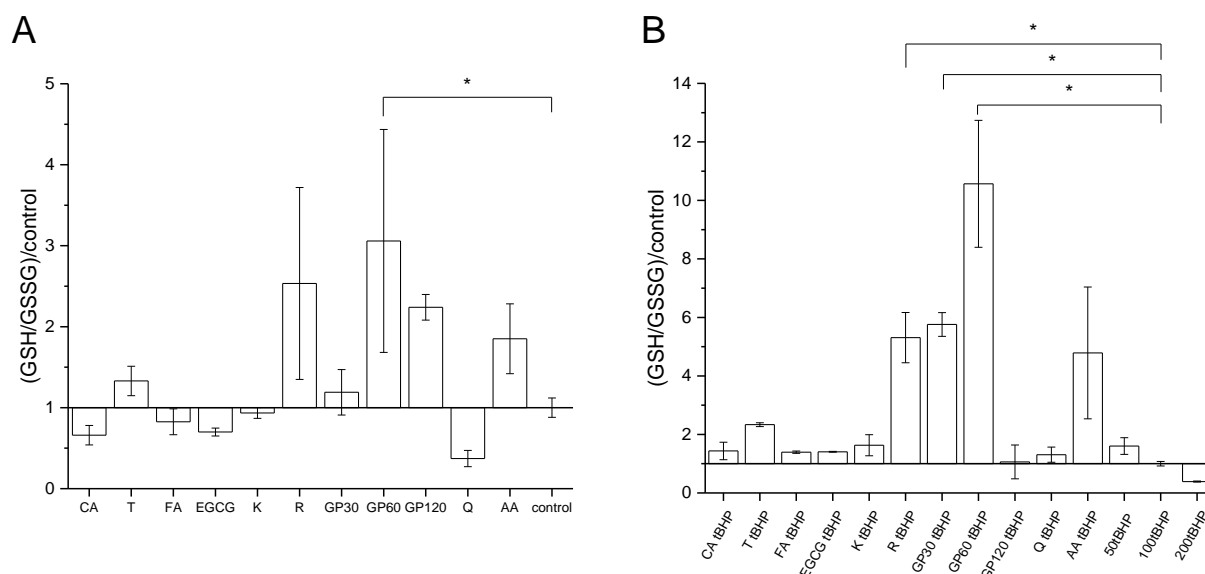 A
(GSH/GSSG)/control
5
4
3
2
1
0
*
CA T FA EGCG K R GP30 GP60 GP120 Q AA control
B
(GSH/GSSG)/control
14
12
10
8
6
4
2
0
*
*
*
CA tBHP
T tBHP
FA tBHP
EGCG tBHP
K tBHP
R tBHP
GP30 tBHP
GP60 tBHP
GP120 tBHP
Q tBHP
AA tBHP
50tBHP
100tBHP
200tBHP